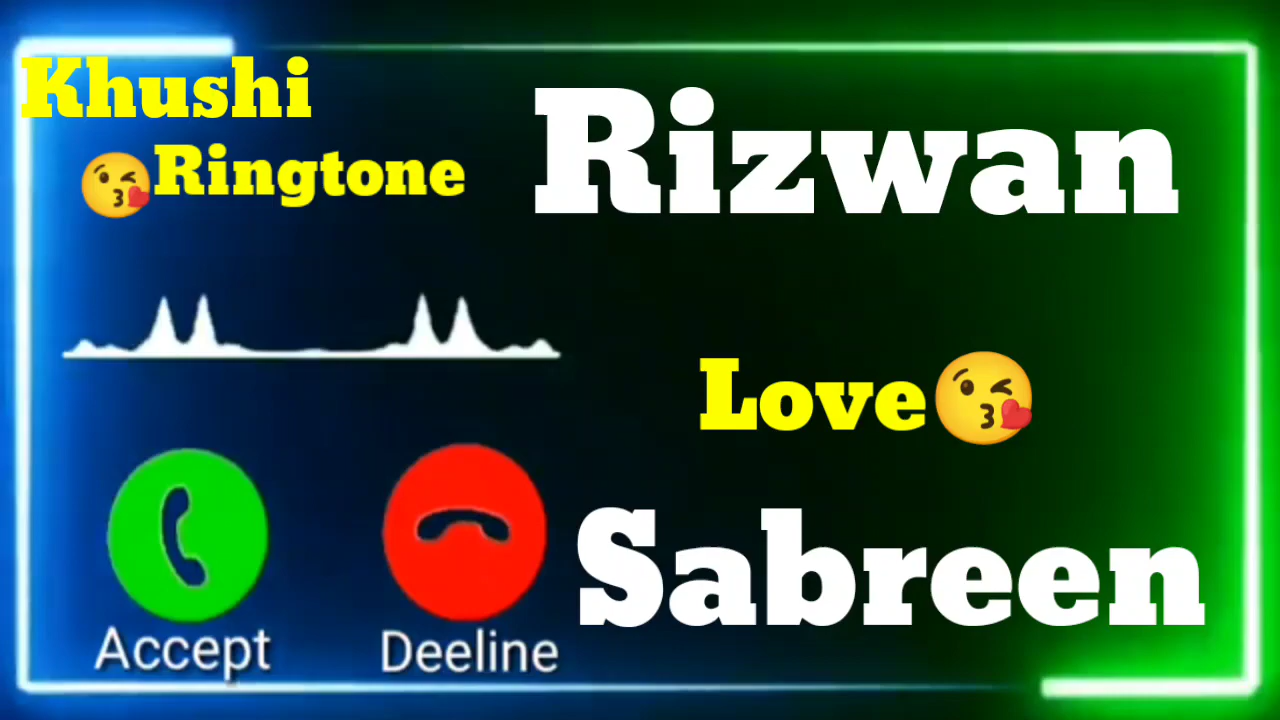 Khushi
😘Ringtone
Rizwan
Love😘
Sabreen
Accept
Deeline